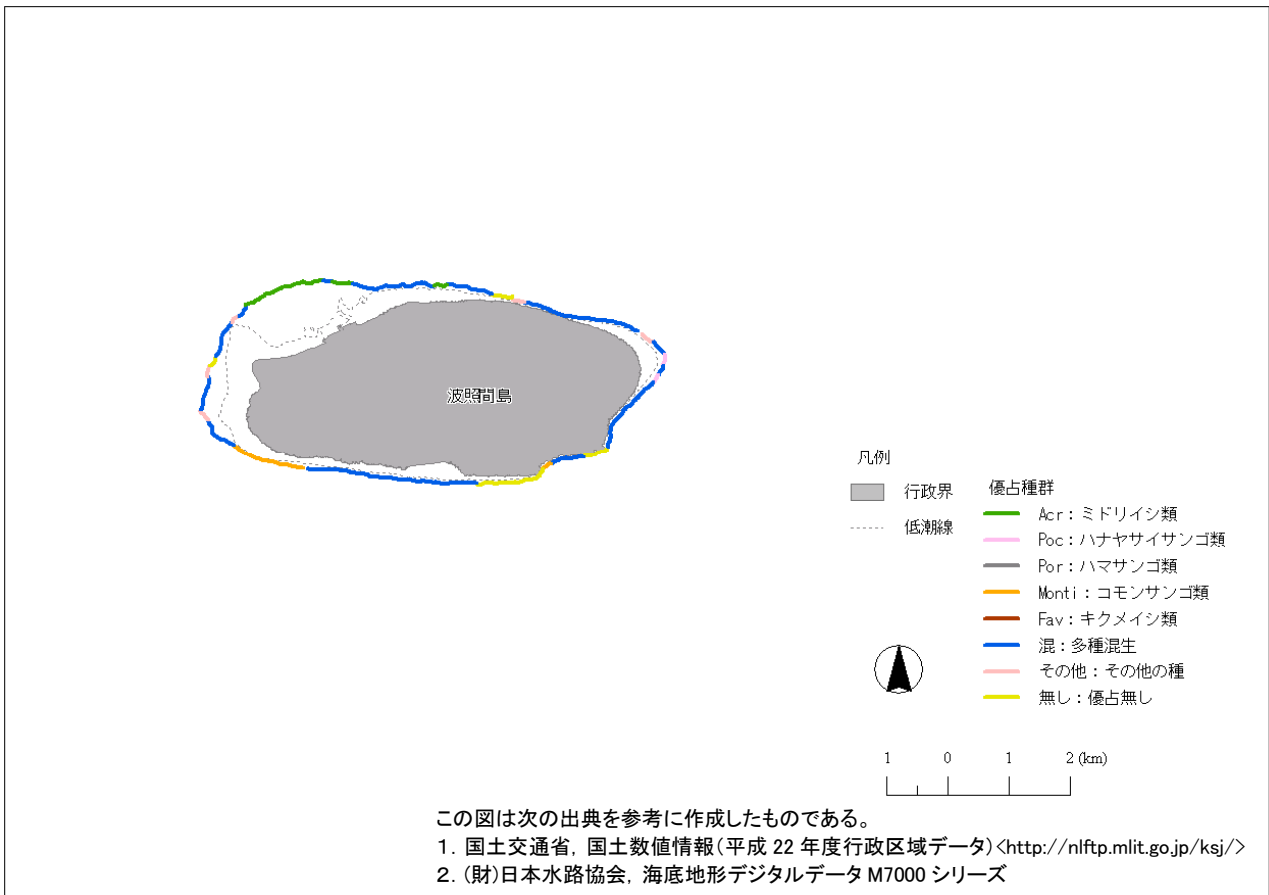 波照間島
凡例
行政界
低潮線
優占種群
Acr：ミドリイシ類
Poc：ハナヤサイサンゴ類
Por：ハマサンゴ類
Monti：コモンサンゴ類
Fav：キクメイシ類
混：多種混生
その他：その他の種
無し：優占無し
1 0 1 2 (km)
この図は次の出典を参考に作成したものである。
1. 国土交通省, 国土数値情報(平成 22 年度行政区域データ)<http://nlftp.mlit.go.jp/ksj/>
2. (財)日本水路協会, 海底地形デジタルデータ M7000 シリーズ